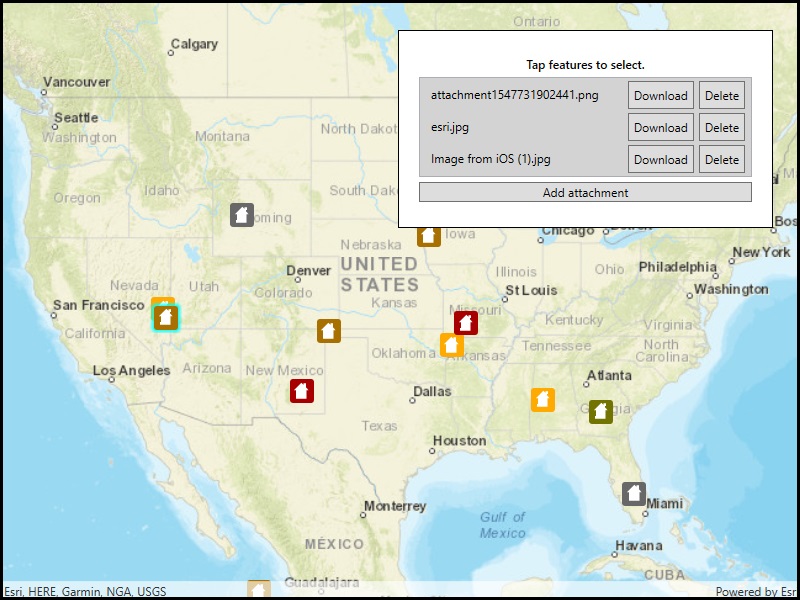 Ontario
Calgary
Tap features to select.
Vancouver
attachment1547731902441.png Download Delete
Seattle
esri.jpg Download Delete
Washington
Montana
North Dakot
Image from iOS (1).jpg Download Delete
Idaho
South Dak
Add attachment
Oregon
oming
Bos
Chicago
Detroit
Iowa
Nebraska
New York
Denver
UNITED
STATES
Illinois
Ohio
Philadelphia
Nevada
Utah
Colorado
Kansas
St Louis
Washington
San Francisco
Missouri
California
Kentucky
Virginia
Oklahoma
Arkansas
Tennessee
North
Carolina
Los Angeles
Arizona
New Mexico
Atlanta
Dallas
Georgia
Texas
Houston
Monterrey
Miami
Gulf of
Mexico
MÉXICO
Havana
CUBA
Guadalajara
Esri, HERE, Garmin, NGA, USGS
Powered by Esr